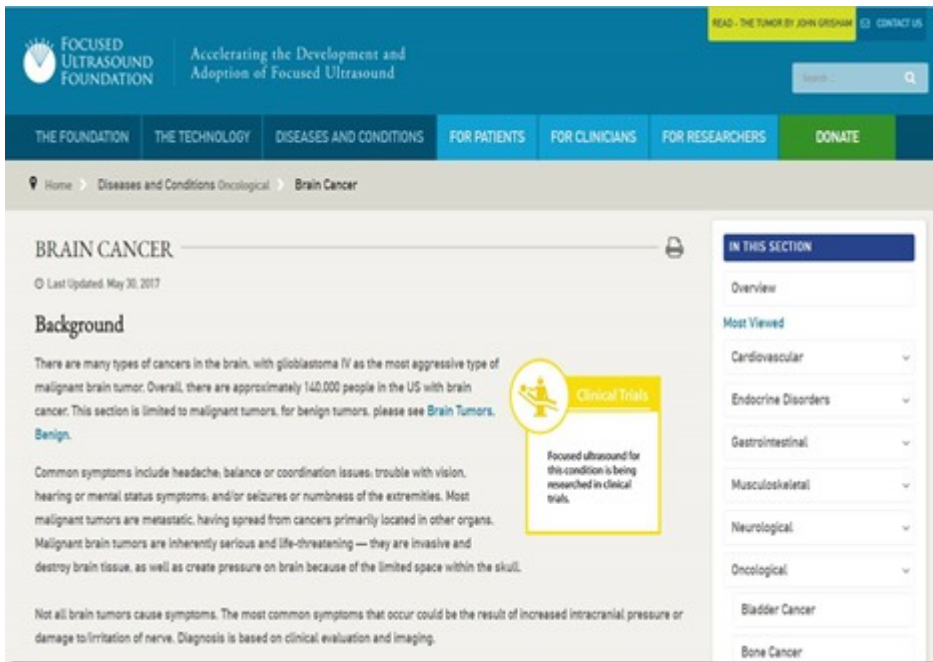 READ - THE TUMOR BY JOHN GRISHAM
CONTACT US
FOCUSED
ULTRASOUND
FOUNDATION
Accelerating the Development and
Adoption of Focused Ultrasound
Search ...
THE FOUNDATION
THE TECHNOLOGY
DISEASES AND CONDITIONS
FOR PATIENTS
FOR CLINICIANS
FOR RESEARCHERS
DONATE
Home
Diseases and Conditions Oncological
Brain Cancer
BRAIN CANCER
Last Updated: May 30, 2017
Background
There are many types of cancers in the brain, with glioblastoma IV as the most aggressive type of
malignant brain tumor. Overall, there are approximately 140,000 people in the US with brain
cancer. This section is limited to malignant tumors, for benign tumors, please see Brain Tumors,
Benign.
Common symptoms include headache; balance or coordination issues; trouble with vision,
hearing or mental status symptoms; and/or seizures or numbness of the extremities. Most
malignant tumors are metastatic, having spread from cancers primarily located in other organs.
Malignant brain tumors are inherently serious and life-threatening — they are invasive and
destroy brain tissue, as well as create pressure on brain because of the limited space within the skull.
Not all brain tumors cause symptoms. The most common symptoms that occur could be the result of increased intracranial pressure or
damage to/irritation of nerve. Diagnosis is based on clinical evaluation and imaging.
Clinical Trials
Focused ultrasound for
this condition is being
researched in clinical
trials.
IN THIS SECTION
Overview
Most Viewed
Cardiovascular
Endocrine Disorders
Gastrointestinal
Musculoskeletal
Neurological
Oncological
Bladder Cancer
Bone Cancer